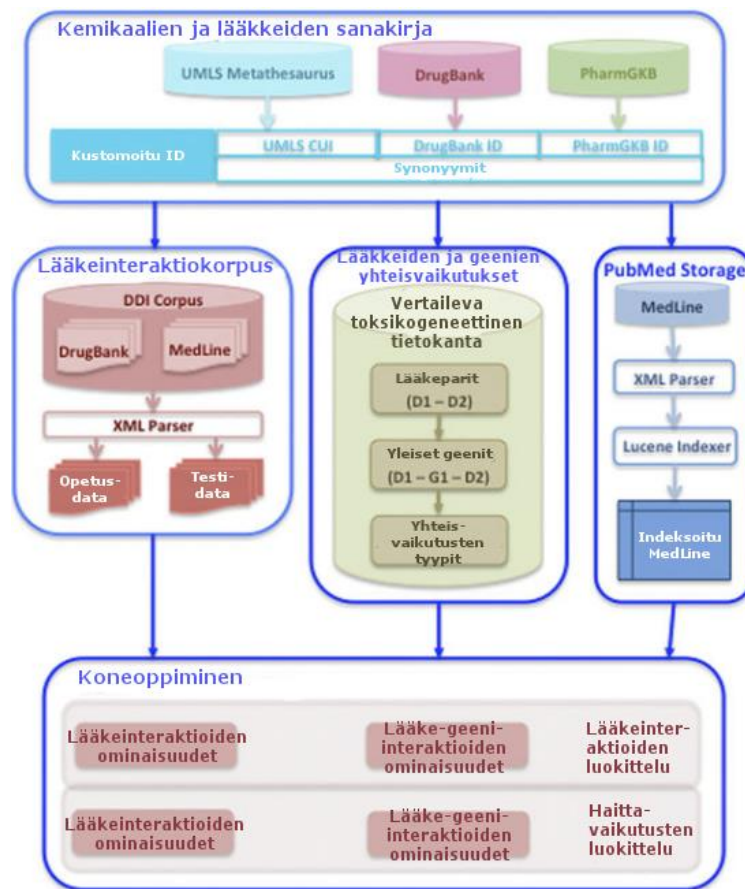 Kemikaalien ja lääkkeiden sanakirja
UMLS Metathesaurus
DrugBank
PharmGKB
Kustomoitu ID
UMLS CUI
DrugBank ID
PharmGKB ID
Synonyymit
Lääkeinteraktiokorpus
DDI Corpus
DrugBank
MedLine
XML Parser
Opetus-
data
Testi-
data
Lääkkeiden ja geenien
yhteisvaikutukset
Vertaileva
toksikogeneettinen
tietokanta
Lääkeparit
(D1 – D2)
Yleiset geenit
(D1 – G1 – D2)
Yhteis-
vaikutusten
tyypit
PubMed Storage
MedLine
XML Parser
Lucene Indexer
Indeksoitu
MedLine
Koneoppiminen
Lääkeinteraktioiden
ominaisuudet
Lääke-geeni-
interaktioiden
ominaisuudet
Lääkeinter-
aktioiden
luokittelu
Lääkeinteraktioiden
ominaisuudet
Lääke-geeni-
interaktioiden
ominaisuudet
Haitta-
vaikutusten
luokittelu